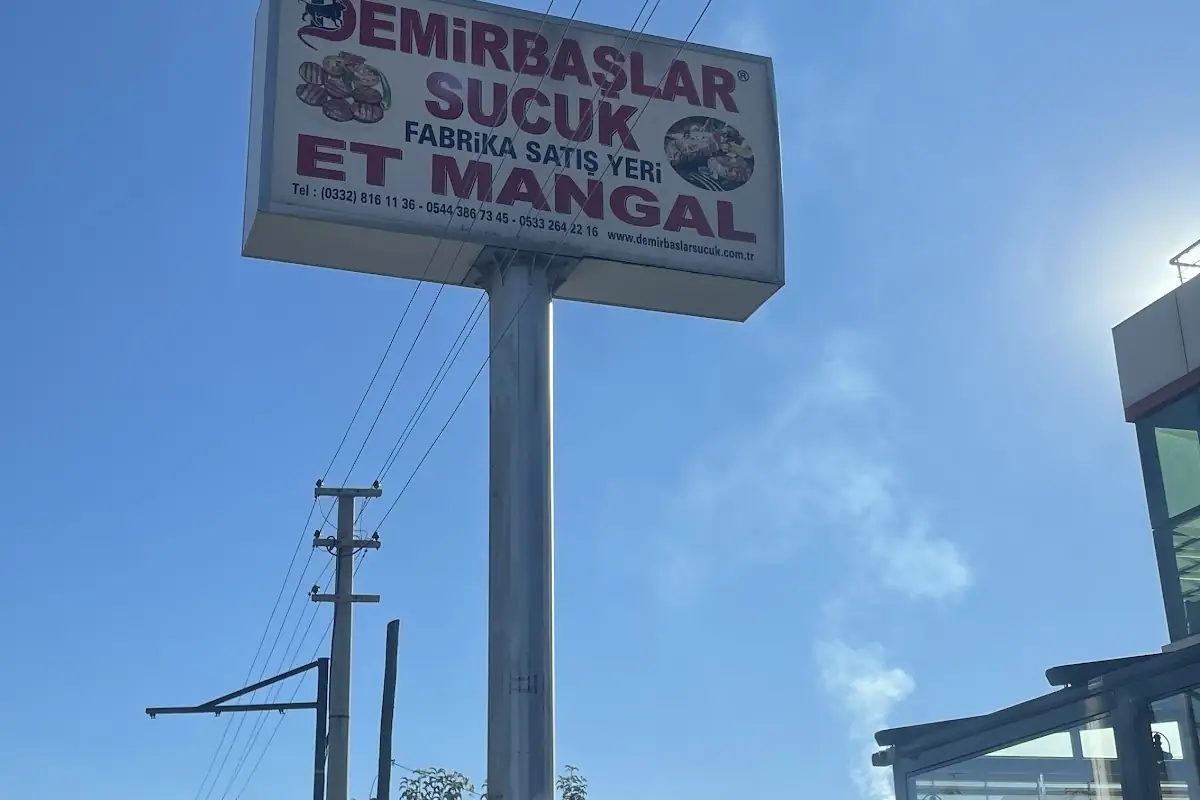 DEMİRBAŞLAR®
SUCUK
FABRİKA SATIŞ YERİ
ET MANGAL
Tel : (0332) 816 11 36 - 0544 386 73 45 - 0533 264 22 16 www.demirbaslarsucuk.com.tr